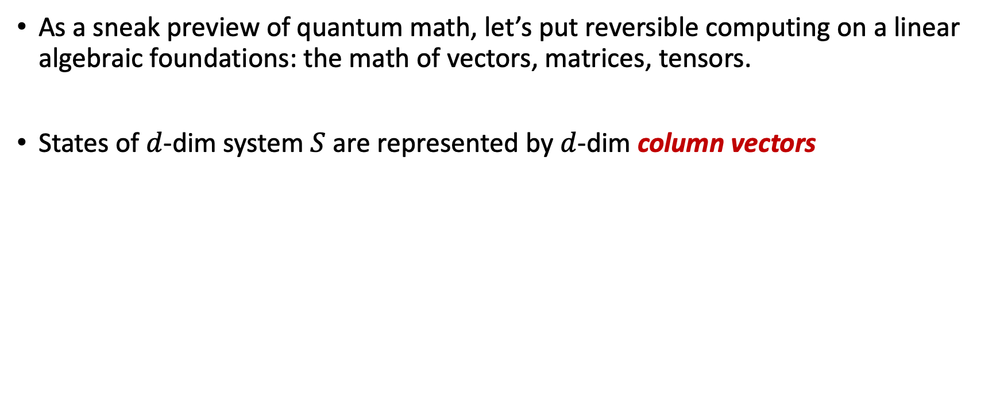 • As a sneak preview of quantum math, let’s put reversible computing on a linear
algebraic foundations: the math of vectors, matrices, tensors.
• States of d-dim system S are represented by d-dim column vectors